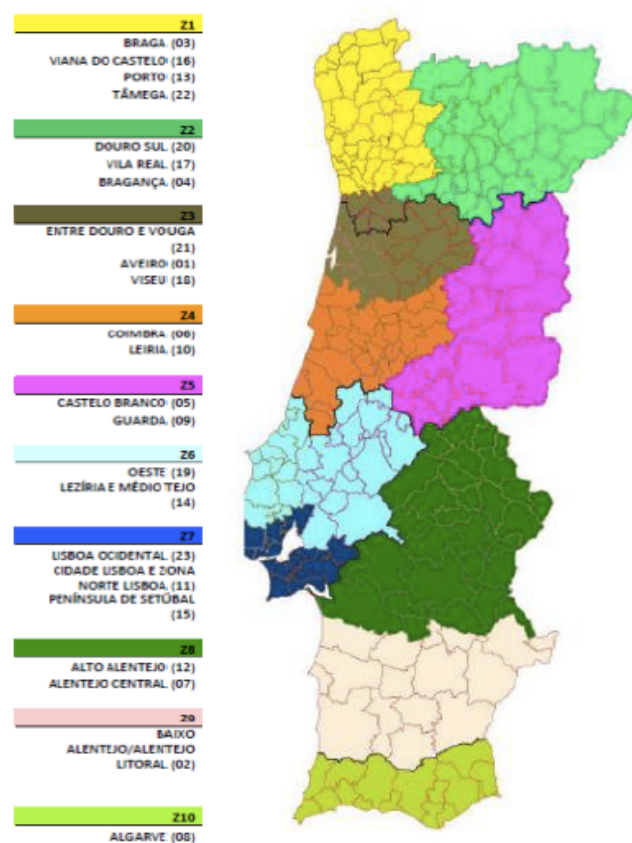 Z1
BRAGA (03)
VIANA DO CASTELO (16)
PORTO (13)
TÂMEGA (22)
Z2
DOURO SUL (20)
VILA REAL (17)
BRAGANÇA (04)
Z3
ENTRE DOURO E VOUGA
(21)
AVEIRO (01)
VISEU (18)
Z4
COIMBRA (06)
LEIRIA (10)
Z5
CASTELO BRANCO (05)
GUARDA (09)
Z6
OESTE (19)
LEZÍRIA E MÉDIO TEJO
(14)
Z7
LISBOA OCIDENTAL (23)
CIDADE LISBOA E ZONA
NORTE LISBOA (11)
PENÍNSULA DE SETÚBAL
(15)
Z8
ALTO ALENTEJO (12)
ALENTEJO CENTRAL (07)
Z9
BAIXO
ALENTEJO/ALENTEJO
LITORAL (02)
Z10
ALGARVE (08)